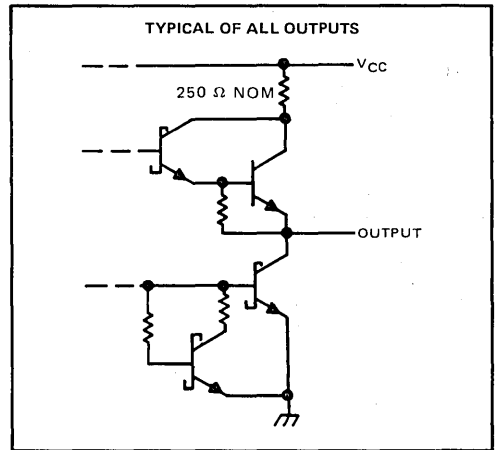 TYPICAL OF ALL OUTPUTS
VCC
250 Ω NOM
OUTPUT